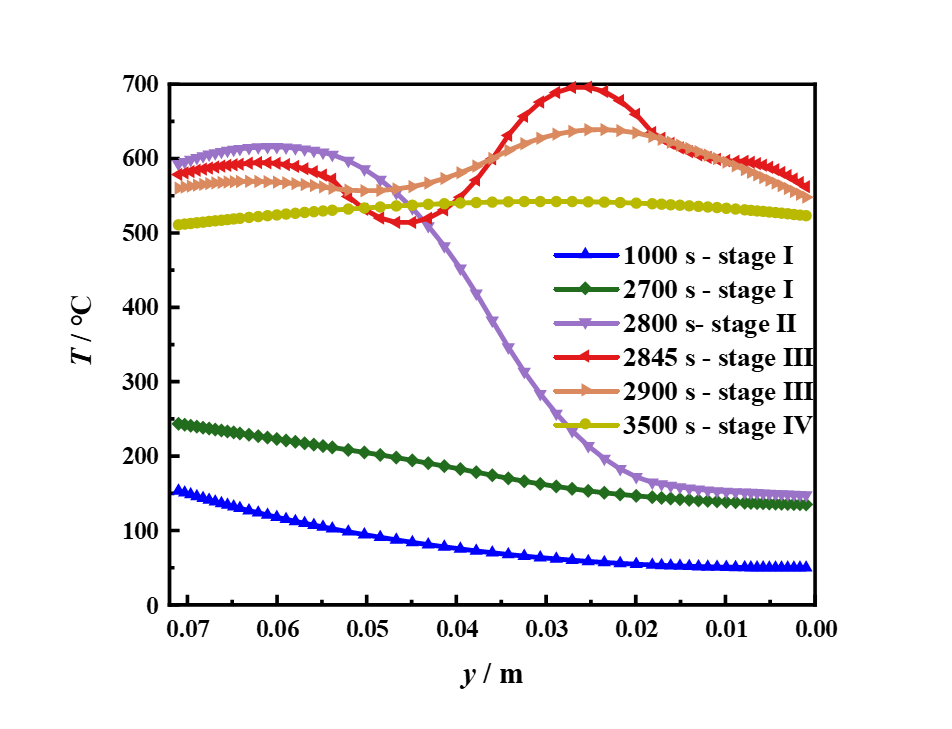 700
600
500
400
300
200
100
0
T / °C
1000 s - stage I
2700 s - stage I
2800 s- stage II
2845 s - stage III
2900 s - stage III
3500 s - stage IV
0.07 0.06 0.05 0.04 0.03 0.02 0.01 0.00
y / m